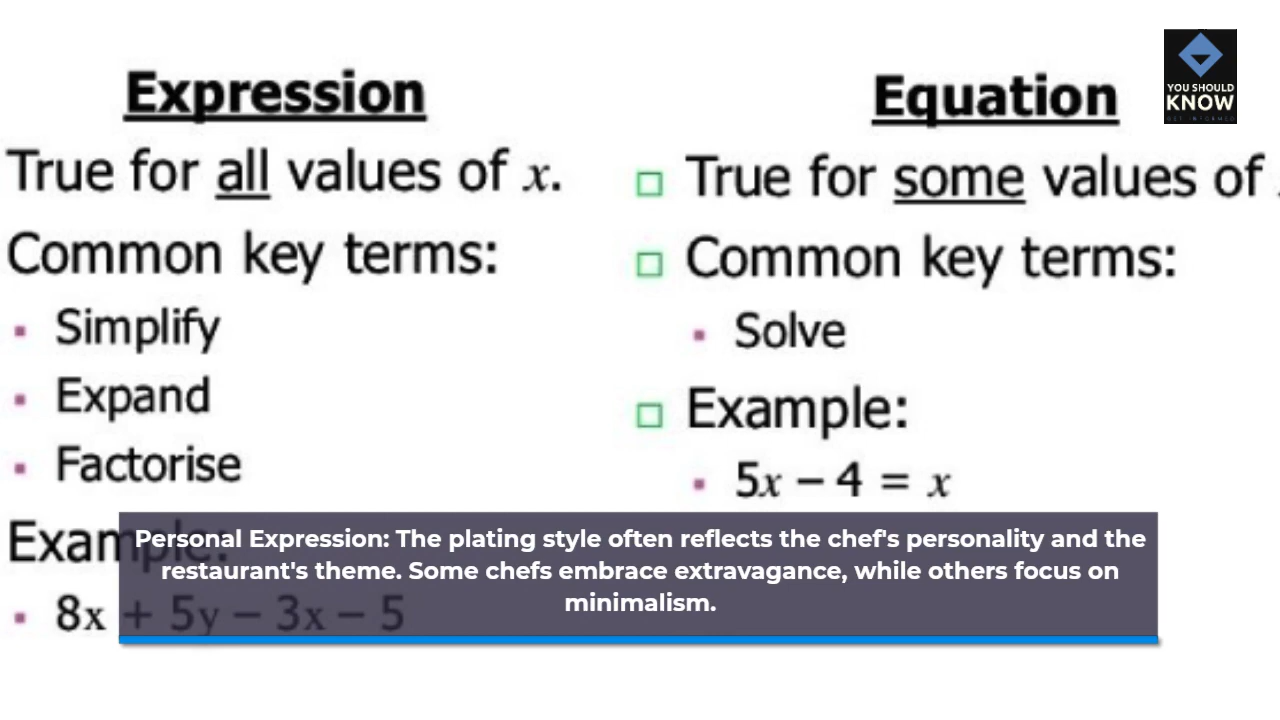 Expression
True for all values of x.
Common key terms:
Simplify
Expand
Factorise
Example:
8x + 5y – 3x – 5
Equation
True for some values of
Common key terms:
Solve
Example:
5x – 4 = x
YOU SHOULD
KNOW
GET INFORMED
Personal Expression: The plating style often reflects the chef's personality and the
restaurant's theme. Some chefs embrace extravagance, while others focus on
minimalism.